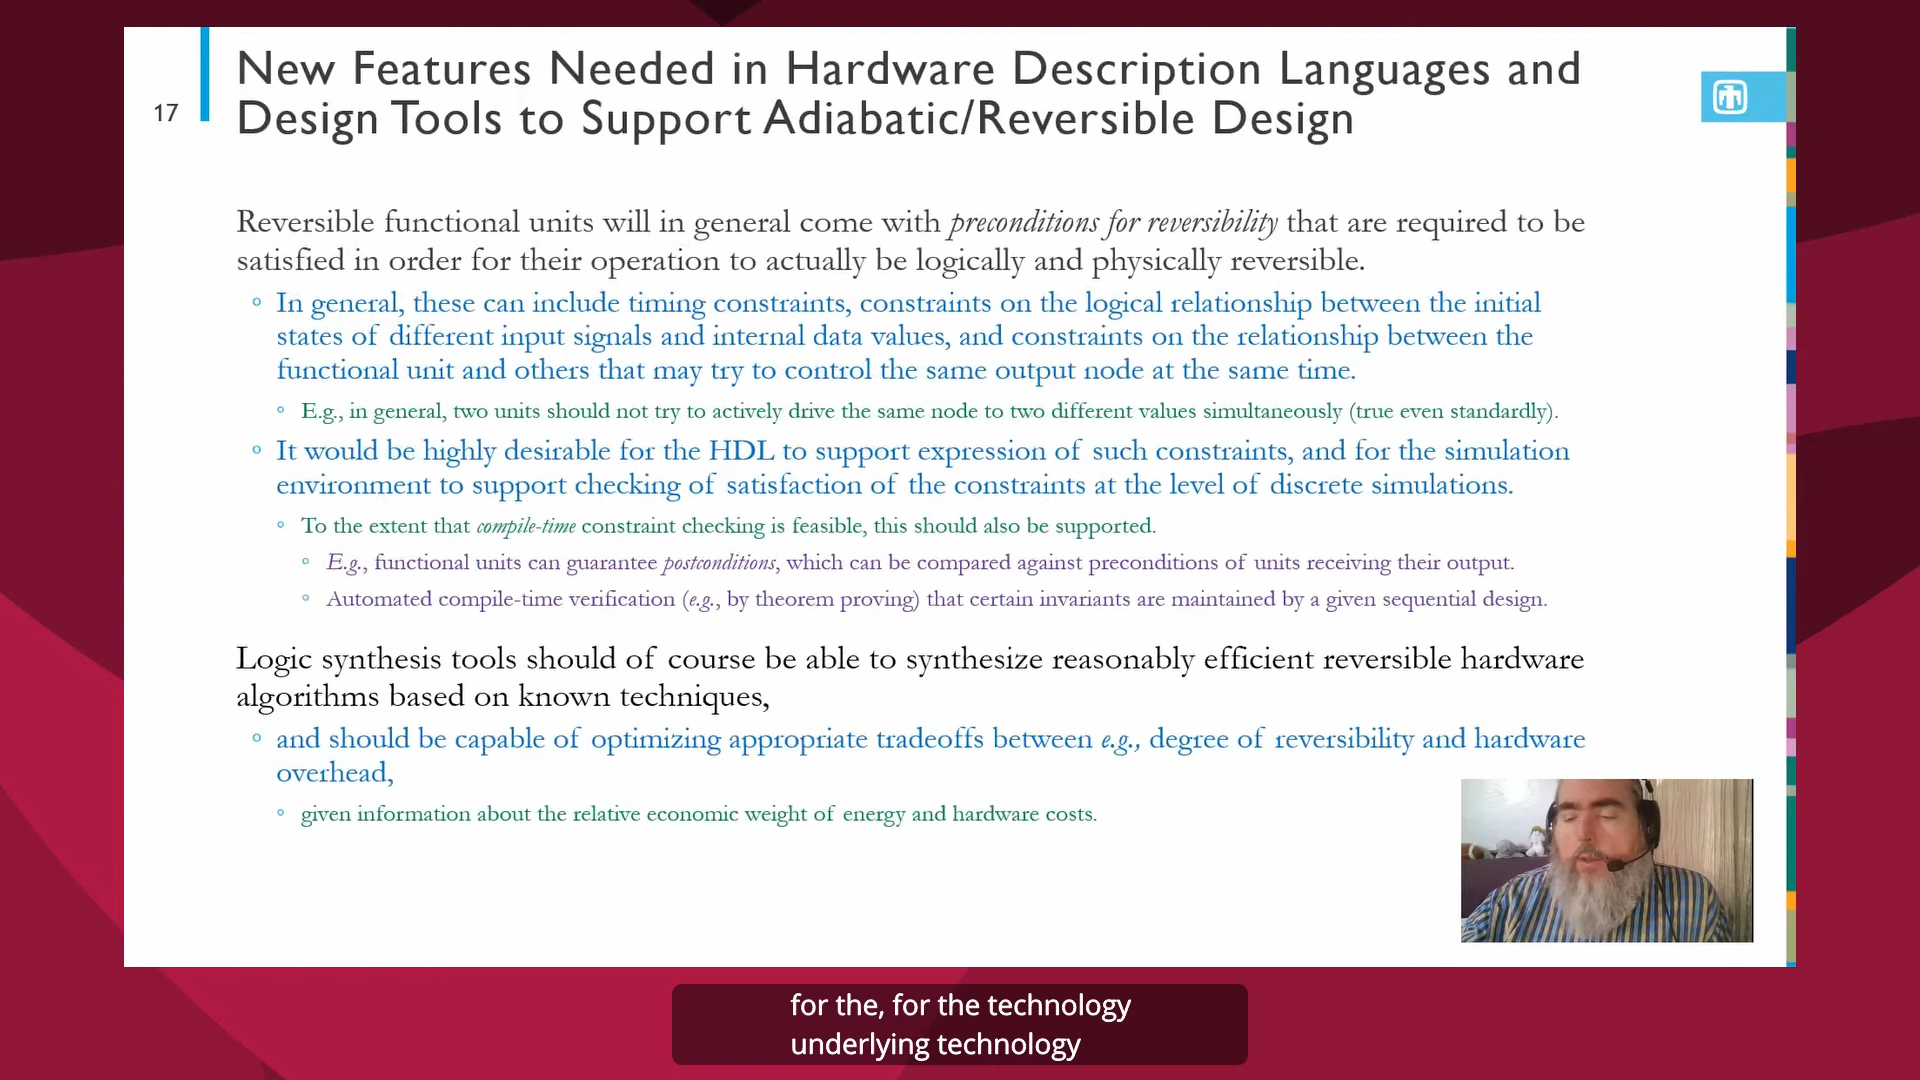 New Features Needed in Hardware Description Languages and
Design Tools to Support Adiabatic/Reversible Design
17
Reversible functional units will in general come with preconditions for reversibility that are required to be
satisfied in order for their operation to actually be logically and physically reversible.
◦ In general, these can include timing constraints, constraints on the logical relationship between the initial
states of different input signals and internal data values, and constraints on the relationship between the
functional unit and others that may try to control the same output node at the same time.
◦ E.g., in general, two units should not try to actively drive the same node to two different values simultaneously (true even standardly).
◦ It would be highly desirable for the HDL to support expression of such constraints, and for the simulation
environment to support checking of satisfaction of the constraints at the level of discrete simulations.
◦ To the extent that compile-time constraint checking is feasible, this should also be supported.
◦ E.g., functional units can guarantee postconditions, which can be compared against preconditions of units receiving their output.
◦ Automated compile-time verification (e.g., by theorem proving) that certain invariants are maintained by a given sequential design.
Logic synthesis tools should of course be able to synthesize reasonably efficient reversible hardware
algorithms based on known techniques,
◦ and should be capable of optimizing appropriate tradeoffs between e.g., degree of reversibility and hardware
overhead,
◦ given information about the relative economic weight of energy and hardware costs.
for the, for the technology
underlying technology